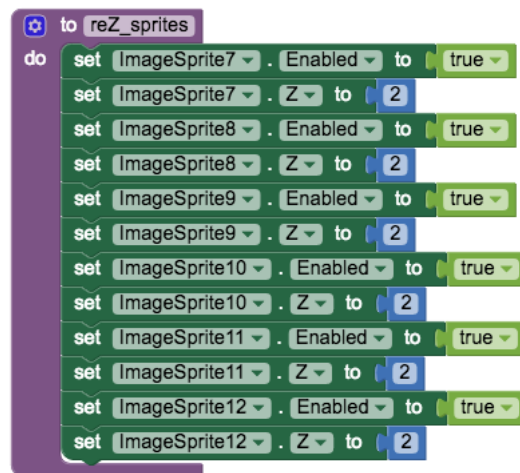 to reZ_sprites
do set ImageSprite7 . Enabled to true
set ImageSprite7 . Z to 2
set ImageSprite8 . Enabled to true
set ImageSprite8 . Z to 2
set ImageSprite9 . Enabled to true
set ImageSprite9 . Z to 2
set ImageSprite10 . Enabled to true
set ImageSprite10 . Z to 2
set ImageSprite11 . Enabled to true
set ImageSprite11 . Z to 2
set ImageSprite12 . Enabled to true
set ImageSprite12 . Z to 2